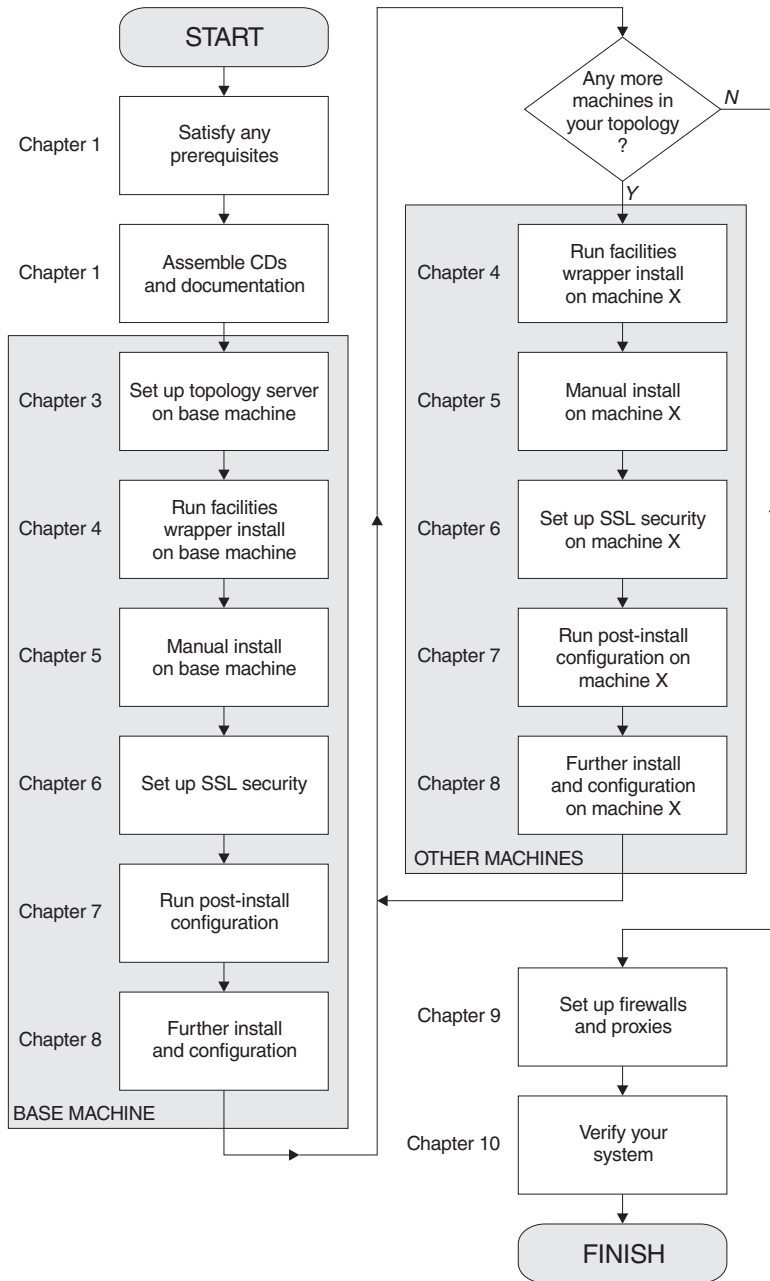 START
Chapter 1
Satisfy any
prerequisites
Chapter 1
Assemble CDs
and documentation
Chapter 3
Set up topology server
on base machine
Chapter 4
Run facilities
wrapper install
on base machine
Chapter 5
Manual install
on base machine
Chapter 6
Set up SSL security
Chapter 7
Run post-install
configuration
Chapter 8
Further install
and configuration
BASE MACHINE
Any more
machines in
your topology
?
N
Y
Chapter 4
Run facilities
wrapper install
on machine X
Chapter 5
Manual install
on machine X
Chapter 6
Set up SSL security
on machine X
Chapter 7
Run post-install
configuration on
machine X
Chapter 8
Further install
and configuration
on machine X
OTHER MACHINES
Chapter 9
Set up firewalls
and proxies
Chapter 10
Verify your
system
FINISH